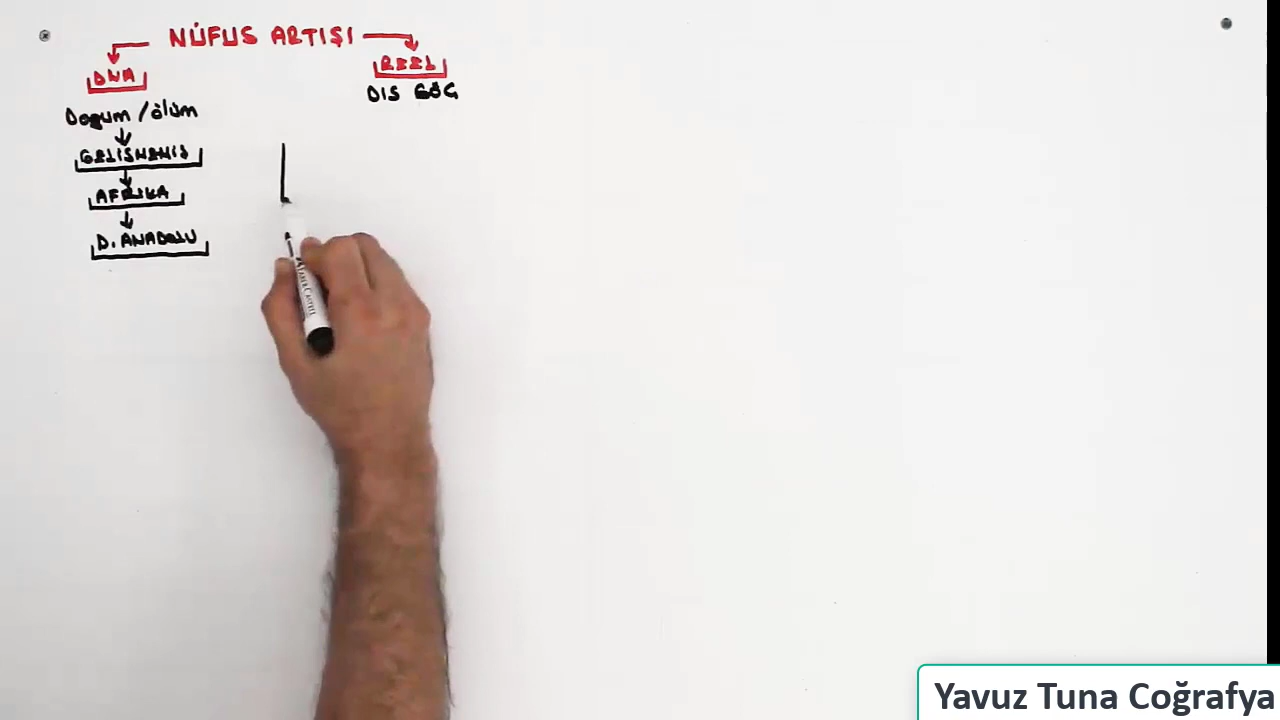 NÜFUS ARTIŞI
DNA
REEL
Doğum / ölüm
DIŞ GÖÇ
GELİŞMEMİŞ
AFRİKA
D. ANADOLU
Yavuz Tuna Coğrafya